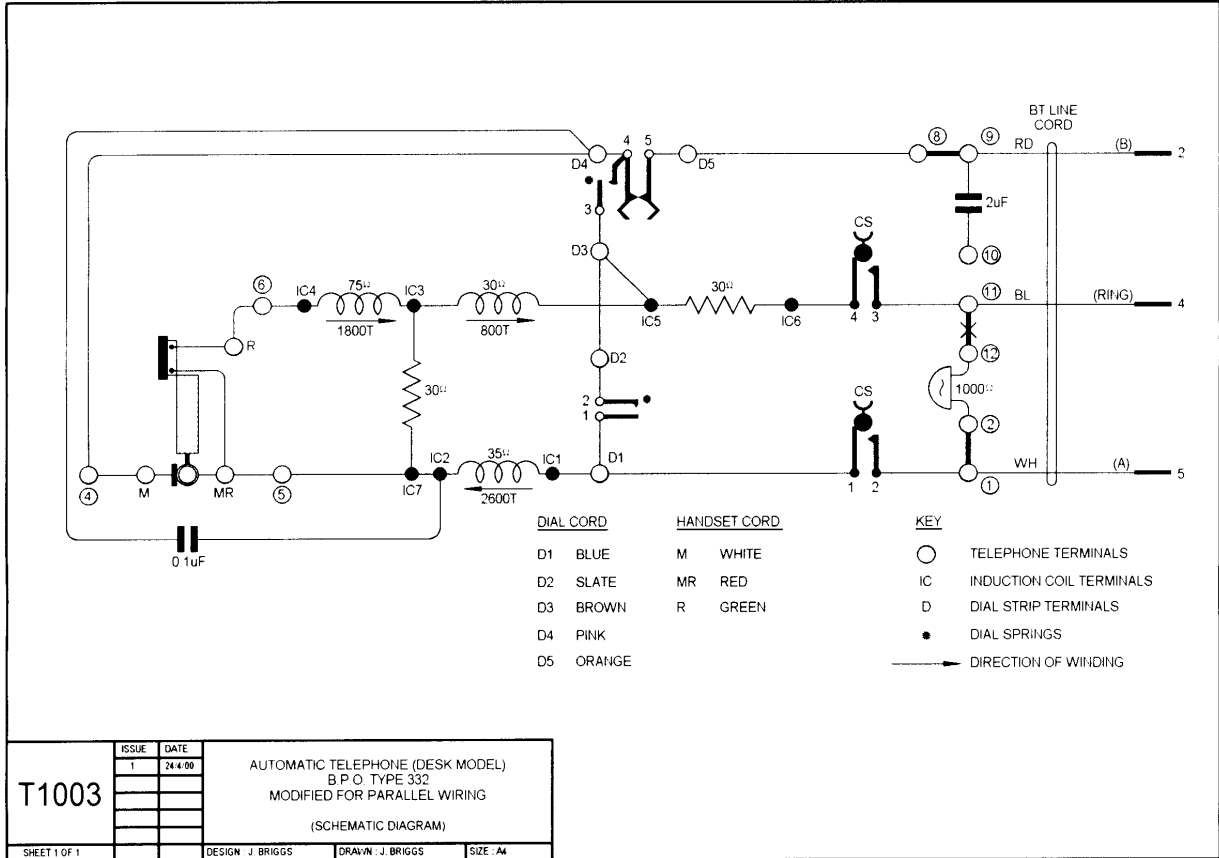 BT LINE
CORD
4 5 8 9 RD (B) 2
D4 D5
3
2uF
CS
D3 10
6 IC4 75Ω IC3 30Ω 30Ω 11 BL (RING) 4
1800T 800T IC5 IC6 4 3
R
D2 12
30Ω 2 CS 1000Ω
1 2
IC2 35Ω IC1 D1 WH (A) 5
4 M MR 5 IC7 2600T 1 2 1
0.1uF
DIAL CORD
D1 BLUE
D2 SLATE
D3 BROWN
D4 PINK
D5 ORANGE
HANDSET CORD
M WHITE
MR RED
R GREEN
KEY
TELEPHONE TERMINALS
IC INDUCTION COIL TERMINALS
D DIAL STRIP TERMINALS
DIAL SPRINGS
DIRECTION OF WINDING
T1003
ISSUE DATE
1 24/4/00
AUTOMATIC TELEPHONE (DESK MODEL)
B.P.O. TYPE 332
MODIFIED FOR PARALLEL WIRING
(SCHEMATIC DIAGRAM)
SHEET 1 OF 1 DESIGN : J. BRIGGS DRAWN : J. BRIGGS SIZE : A4